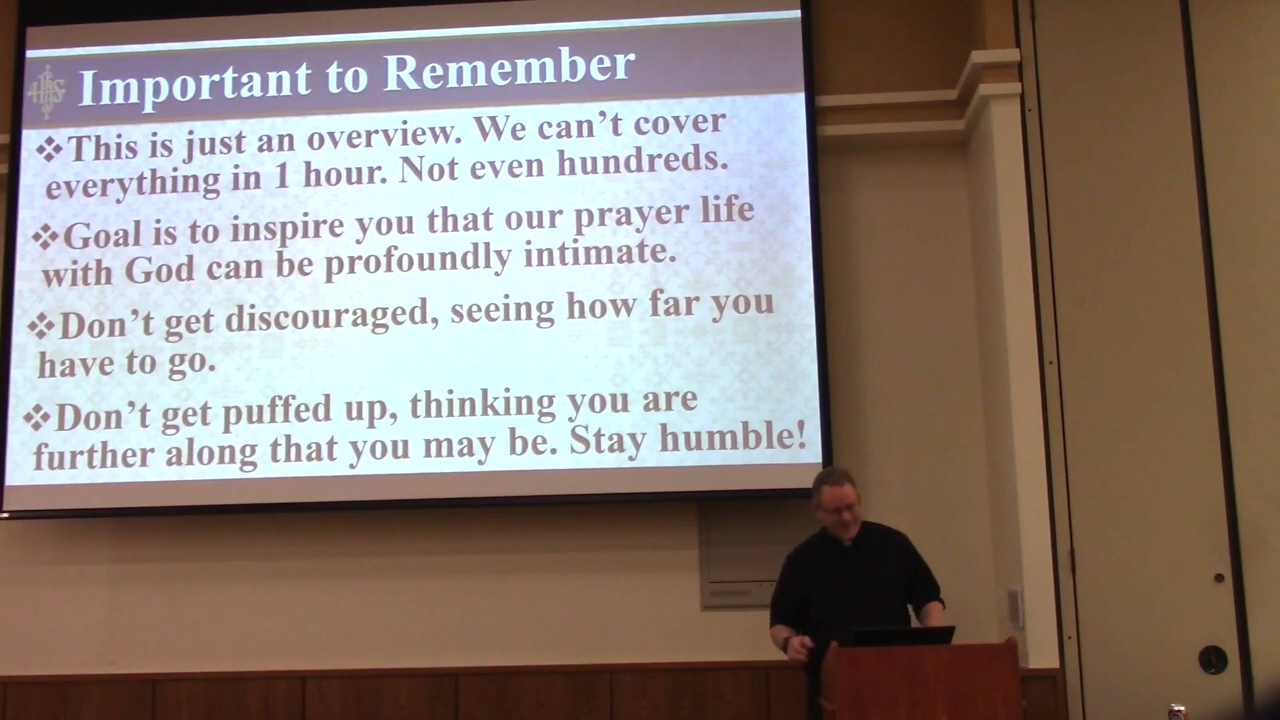 IHS
Important to Remember
❖This is just an overview. We can't cover
everything in 1 hour. Not even hundreds.
❖Goal is to inspire you that our prayer life
with God can be profoundly intimate.
❖Don't get discouraged, seeing how far you
have to go.
❖Don't get puffed up, thinking you are
further along that you may be. Stay humble!